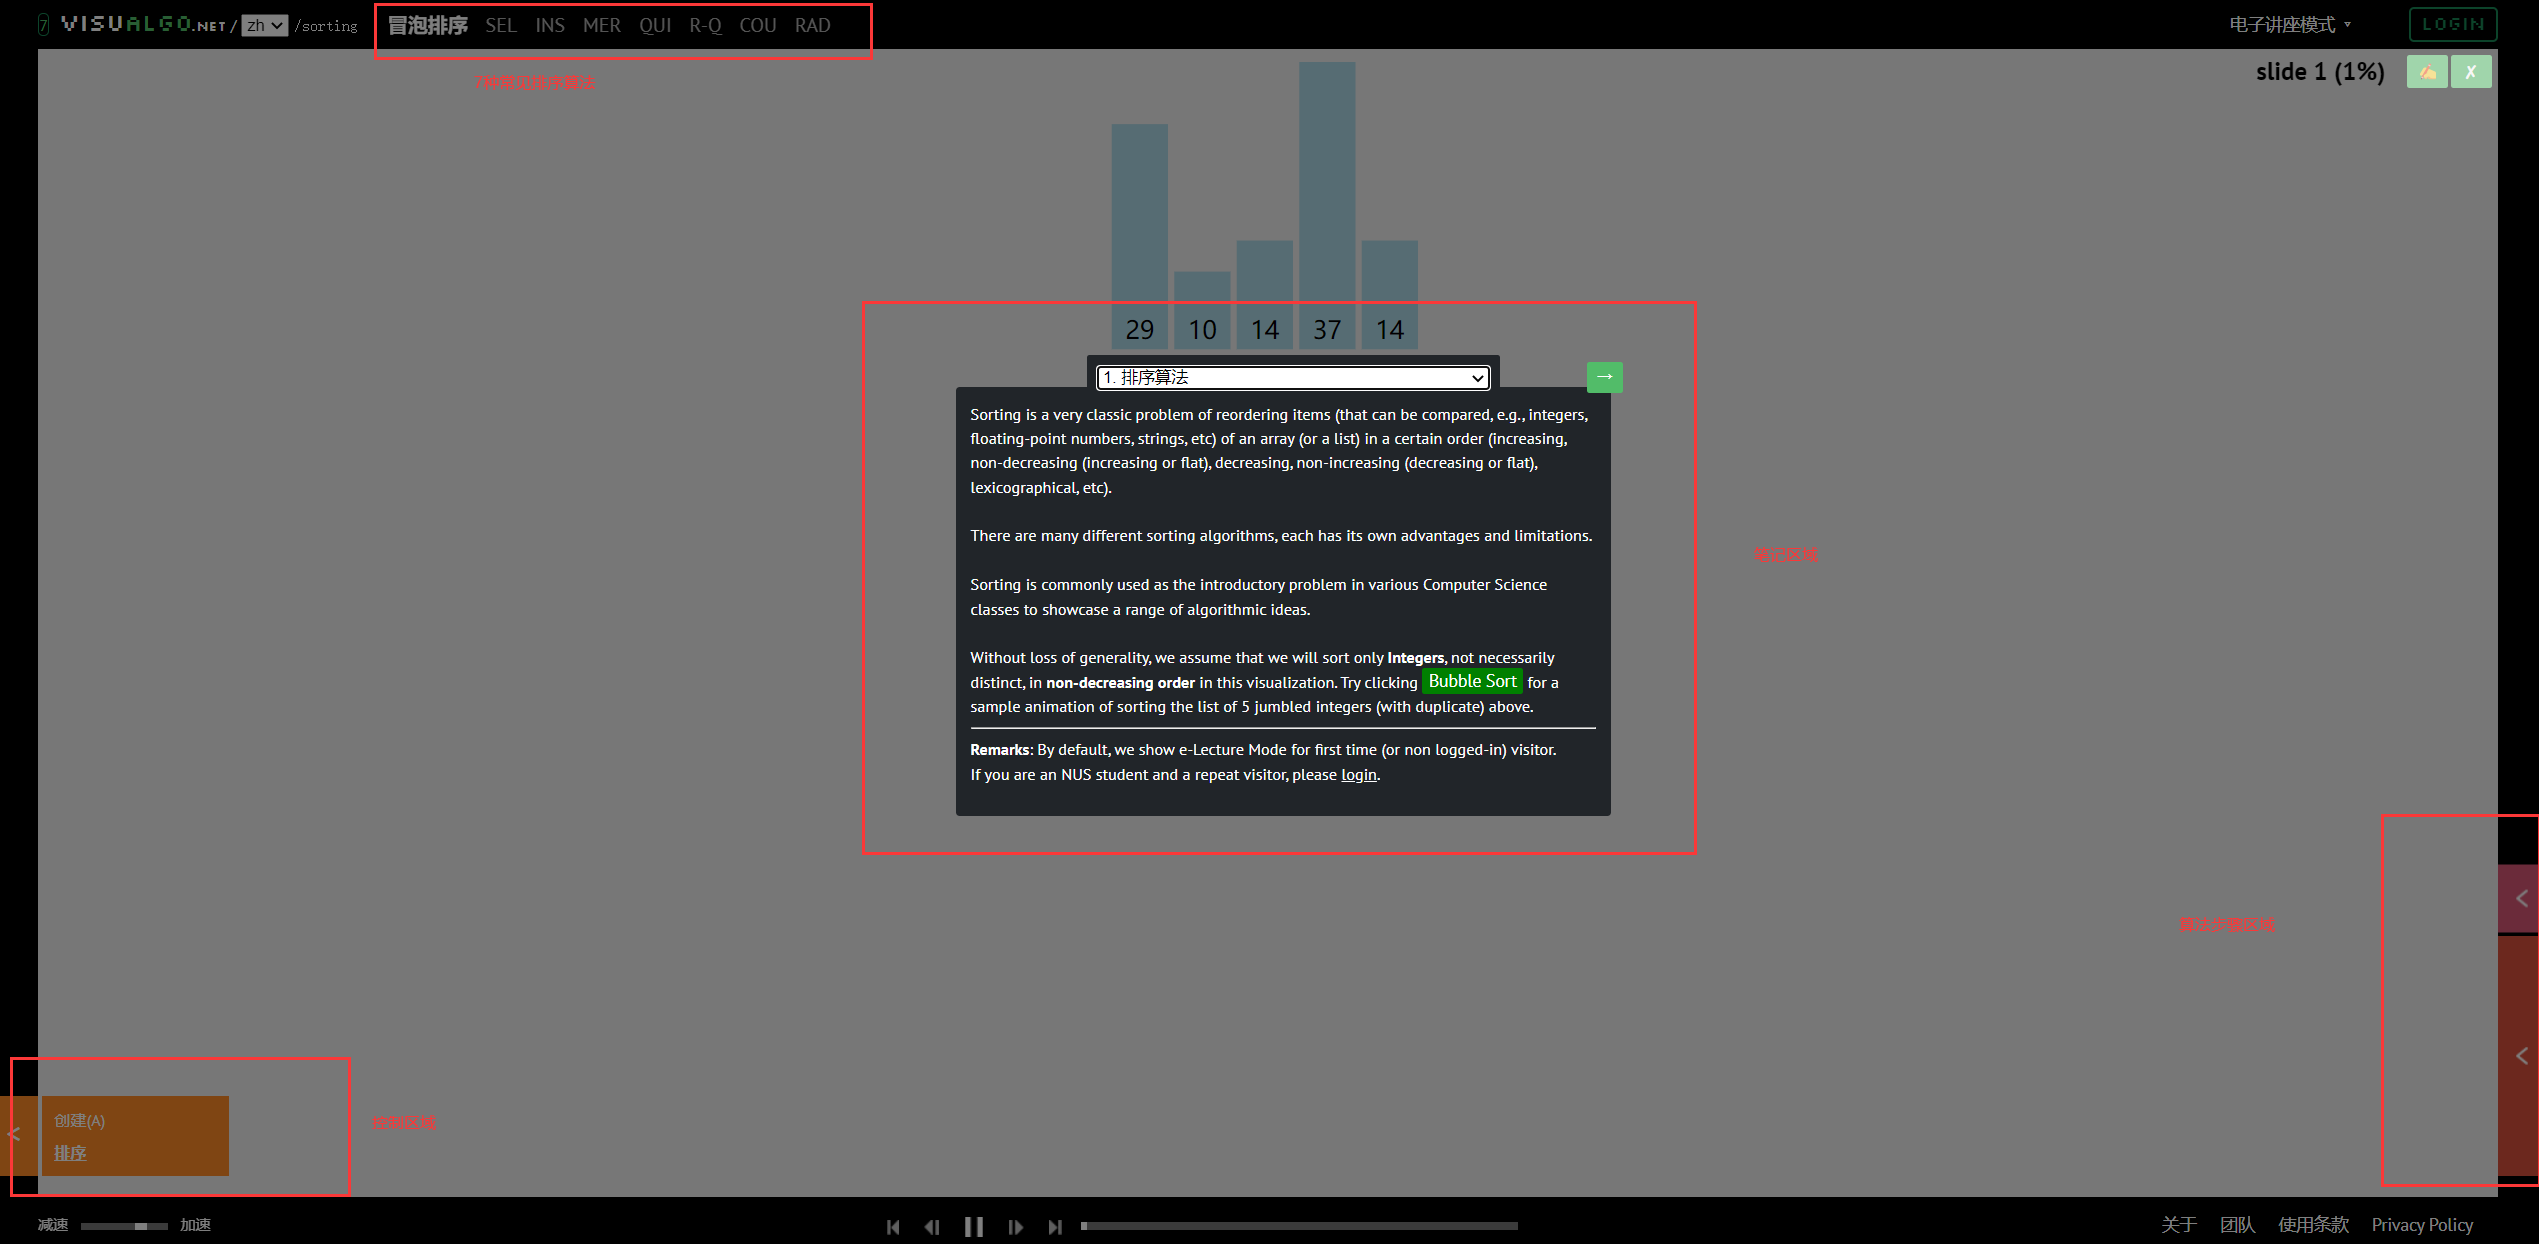 7 VISUALGO.NET / zh /sorting
冒泡排序 SEL INS MER QUI R-Q COU RAD
电子讲座模式 LOGIN
slide 1 (1%)
29 10 14 37 14
1. 排序算法
→
Sorting is a very classic problem of reordering items (that can be compared, e.g., integers,
floating-point numbers, strings, etc) of an array (or a list) in a certain order (increasing,
non-decreasing (increasing or flat), decreasing, non-increasing (decreasing or flat),
lexicographical, etc).
There are many different sorting algorithms, each has its own advantages and limitations.
Sorting is commonly used as the introductory problem in various Computer Science
classes to showcase a range of algorithmic ideas.
Without loss of generality, we assume that we will sort only Integers, not necessarily
distinct, in non-decreasing order in this visualization. Try clicking Bubble Sort for a
sample animation of sorting the list of 5 jumbled integers (with duplicate) above.
Remarks: By default, we show e-Lecture Mode for first time (or non logged-in) visitor.
If you are an NUS student and a repeat visitor, please login.
算法步骤区域
创建(A)
排序
控制区域
减速 加速
关于 团队 使用条款 Privacy Policy